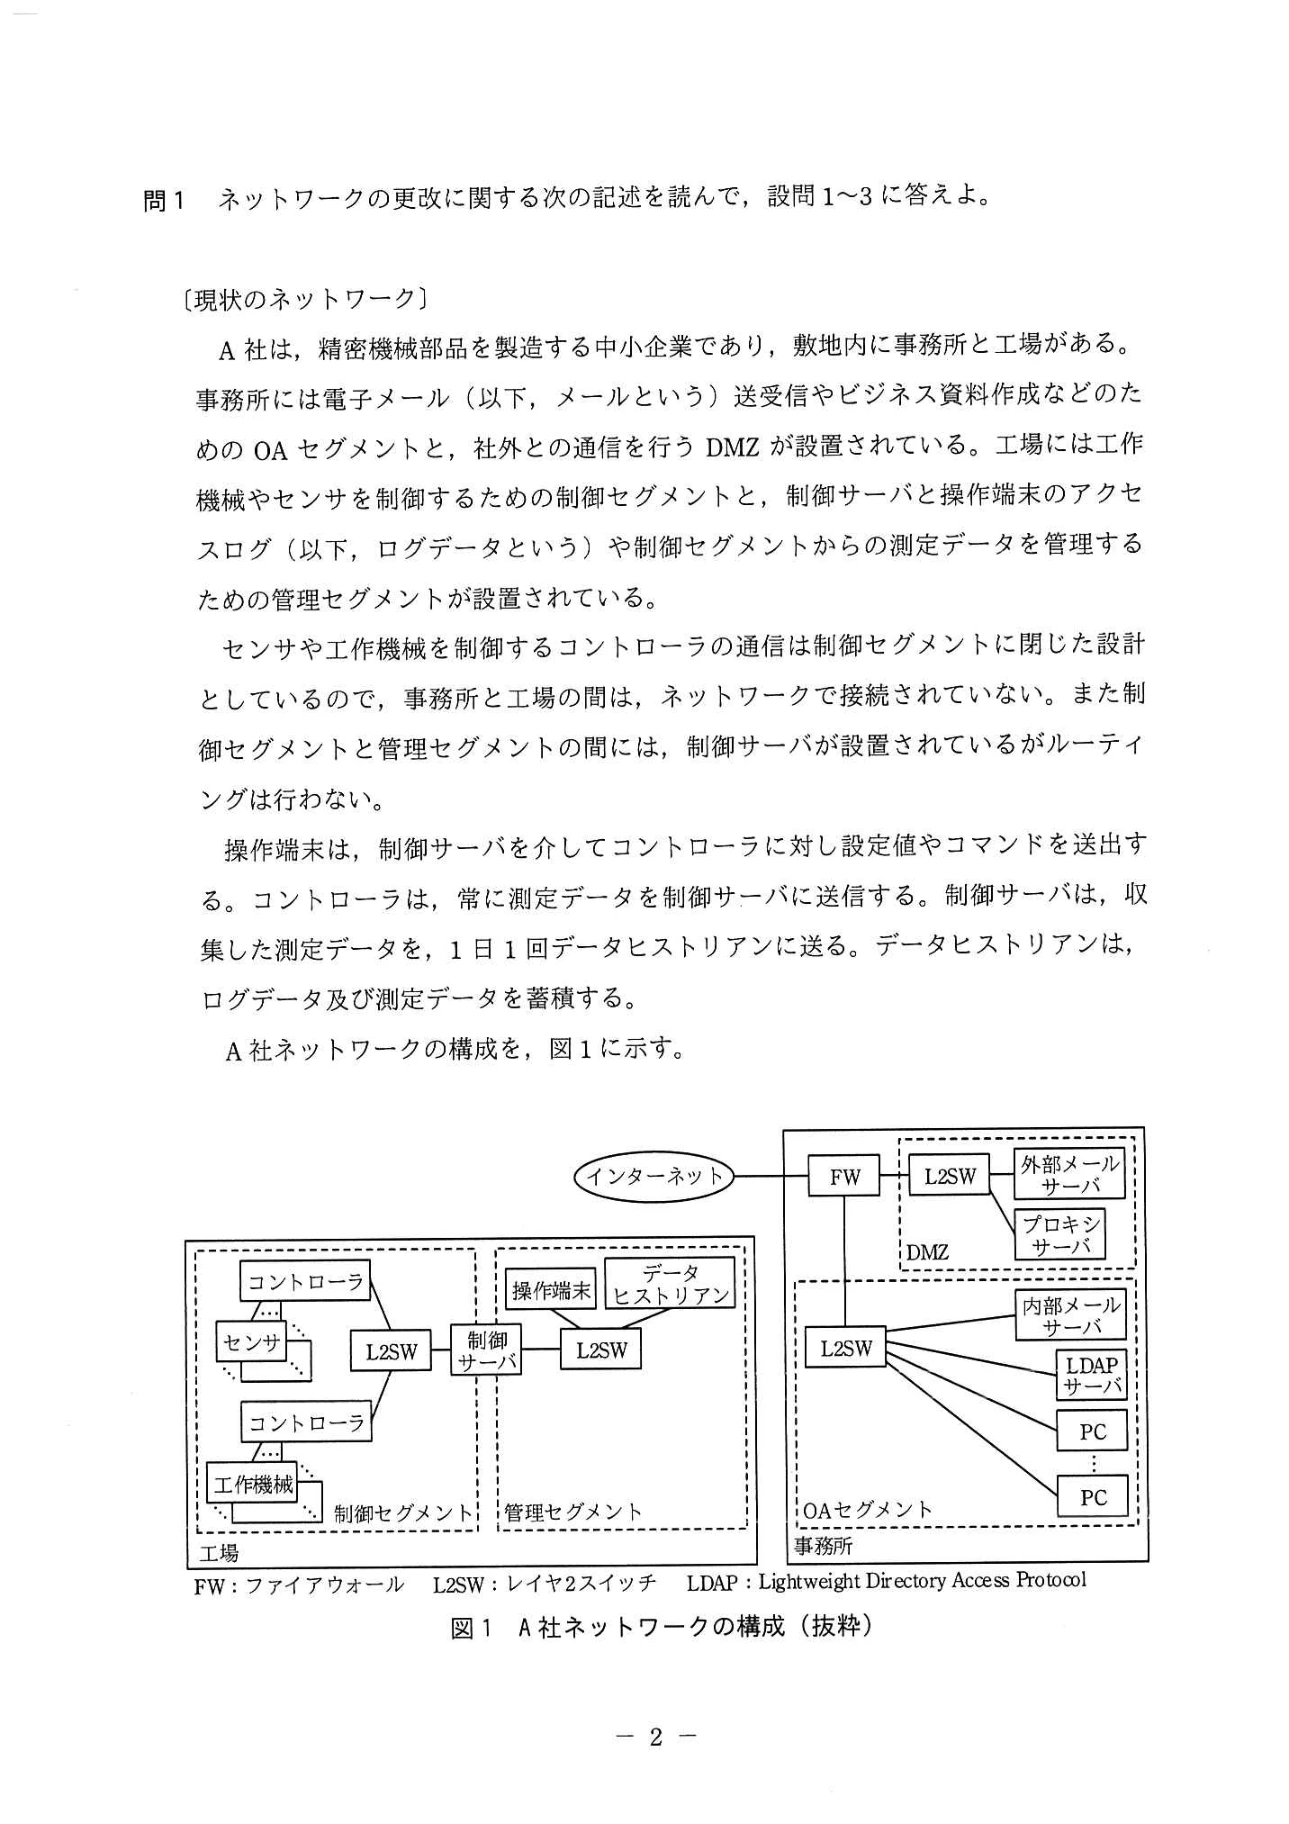 問1 ネットワークの更改に関する次の記述を読んで，設問1～3に答えよ。
〔現状のネットワーク〕
A社は，精密機械部品を製造する中小企業であり，敷地内に事務所と工場がある。
事務所には電子メール（以下，メールという）送受信やビジネス資料作成などのた
めのOAセグメントと，社外との通信を行うDMZが設置されている。工場には工作
機械やセンサを制御するための制御セグメントと，制御サーバと操作端末のアクセ
スログ（以下，ログデータという）や制御セグメントからの測定データを管理する
ための管理セグメントが設置されている。
センサや工作機械を制御するコントローラの通信は制御セグメントに閉じた設計
としているので，事務所と工場の間は，ネットワークで接続されていない。また制
御セグメントと管理セグメントの間には，制御サーバが設置されているがルーティ
ングは行わない。
操作端末は，制御サーバを介してコントローラに対し設定値やコマンドを送出す
る。コントローラは，常に測定データを制御サーバに送信する。制御サーバは，収
集した測定データを，1日1回データヒストリアンに送る。データヒストリアンは，
ログデータ及び測定データを蓄積する。
A社ネットワークの構成を，図1に示す。
インターネット
FW
L2SW
外部メール
サーバ
プロキシ
サーバ
DMZ
コントローラ
センサ
L2SW
制御
サーバ
操作端末
データ
ヒストリアン
L2SW
コントローラ
工作機械
制御セグメント
管理セグメント
工場
L2SW
内部メール
サーバ
LDAP
サーバ
PC
PC
OAセグメント
事務所
FW：ファイアウォール L2SW：レイヤ2スイッチ LDAP：Lightweight Directory Access Protocol
図1 A社ネットワークの構成（抜粋）
－ 2 －